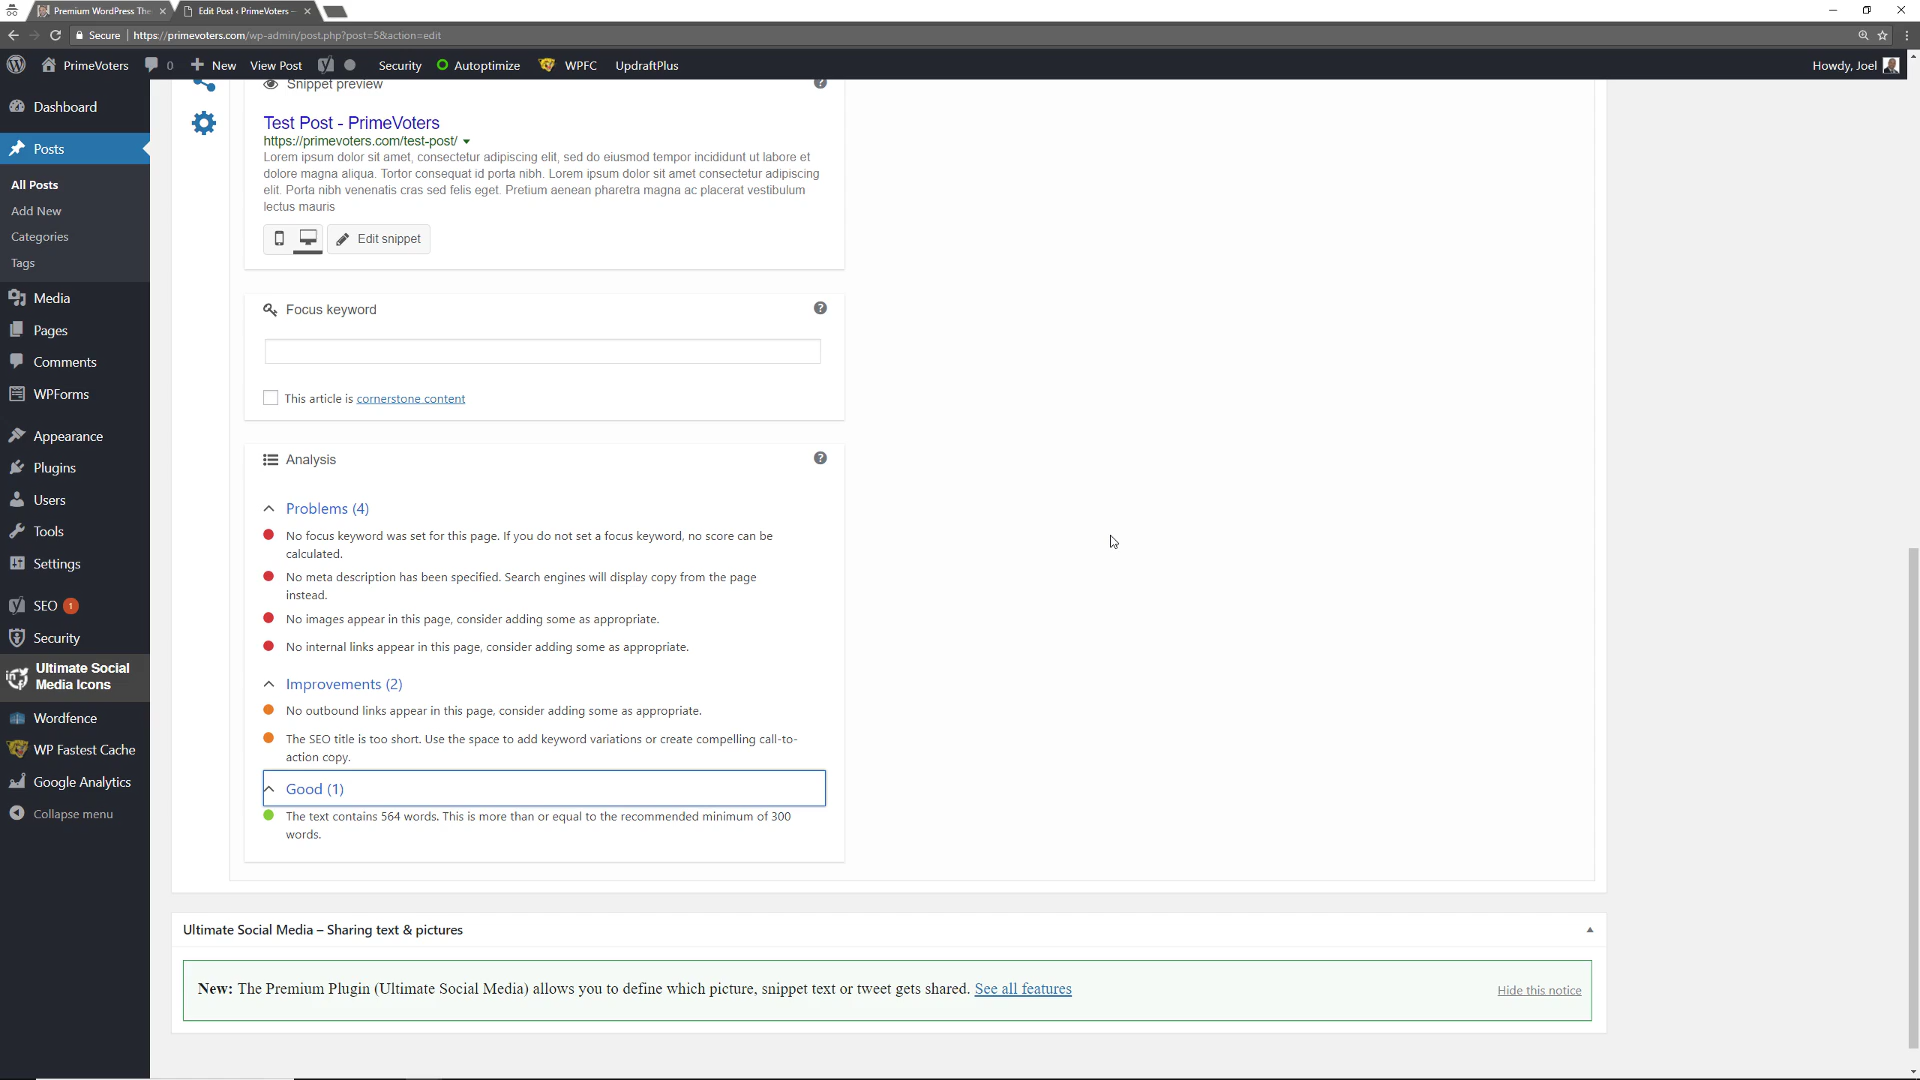 Premium WordPress The
Edit Post ‹ PrimeVoters –
Secure
https://primevoters.com/wp-admin/post.php?post=5&action=edit
PrimeVoters
0
New
View Post
Security
Autoptimize
WPFC
UpdraftPlus
Howdy, Joel
Dashboard
Posts
All Posts
Add New
Categories
Tags
Media
Pages
Comments
WPForms
Appearance
Plugins
Users
Tools
Settings
SEO 1
Security
Ultimate Social
Media Icons
Wordfence
WP Fastest Cache
Google Analytics
Collapse menu
Snippet preview
?
Test Post - PrimeVoters
https://primevoters.com/test-post/
Lorem ipsum dolor sit amet, consectetur adipiscing elit, sed do eiusmod tempor incididunt ut labore et
dolore magna aliqua. Tortor consequat id porta nibh. Lorem ipsum dolor sit amet consectetur adipiscing
elit. Porta nibh venenatis cras sed felis eget. Pretium aenean pharetra magna ac placerat vestibulum
lectus mauris
Edit snippet
Focus keyword
?
This article is cornerstone content
Analysis
?
Problems (4)
No focus keyword was set for this page. If you do not set a focus keyword, no score can be
calculated.
No meta description has been specified. Search engines will display copy from the page
instead.
No images appear in this page, consider adding some as appropriate.
No internal links appear in this page, consider adding some as appropriate.
Improvements (2)
No outbound links appear in this page, consider adding some as appropriate.
The SEO title is too short. Use the space to add keyword variations or create compelling call-to-
action copy.
Good (1)
The text contains 564 words. This is more than or equal to the recommended minimum of 300
words.
Ultimate Social Media – Sharing text & pictures
New: The Premium Plugin (Ultimate Social Media) allows you to define which picture, snippet text or tweet gets shared. See all features
Hide this notice